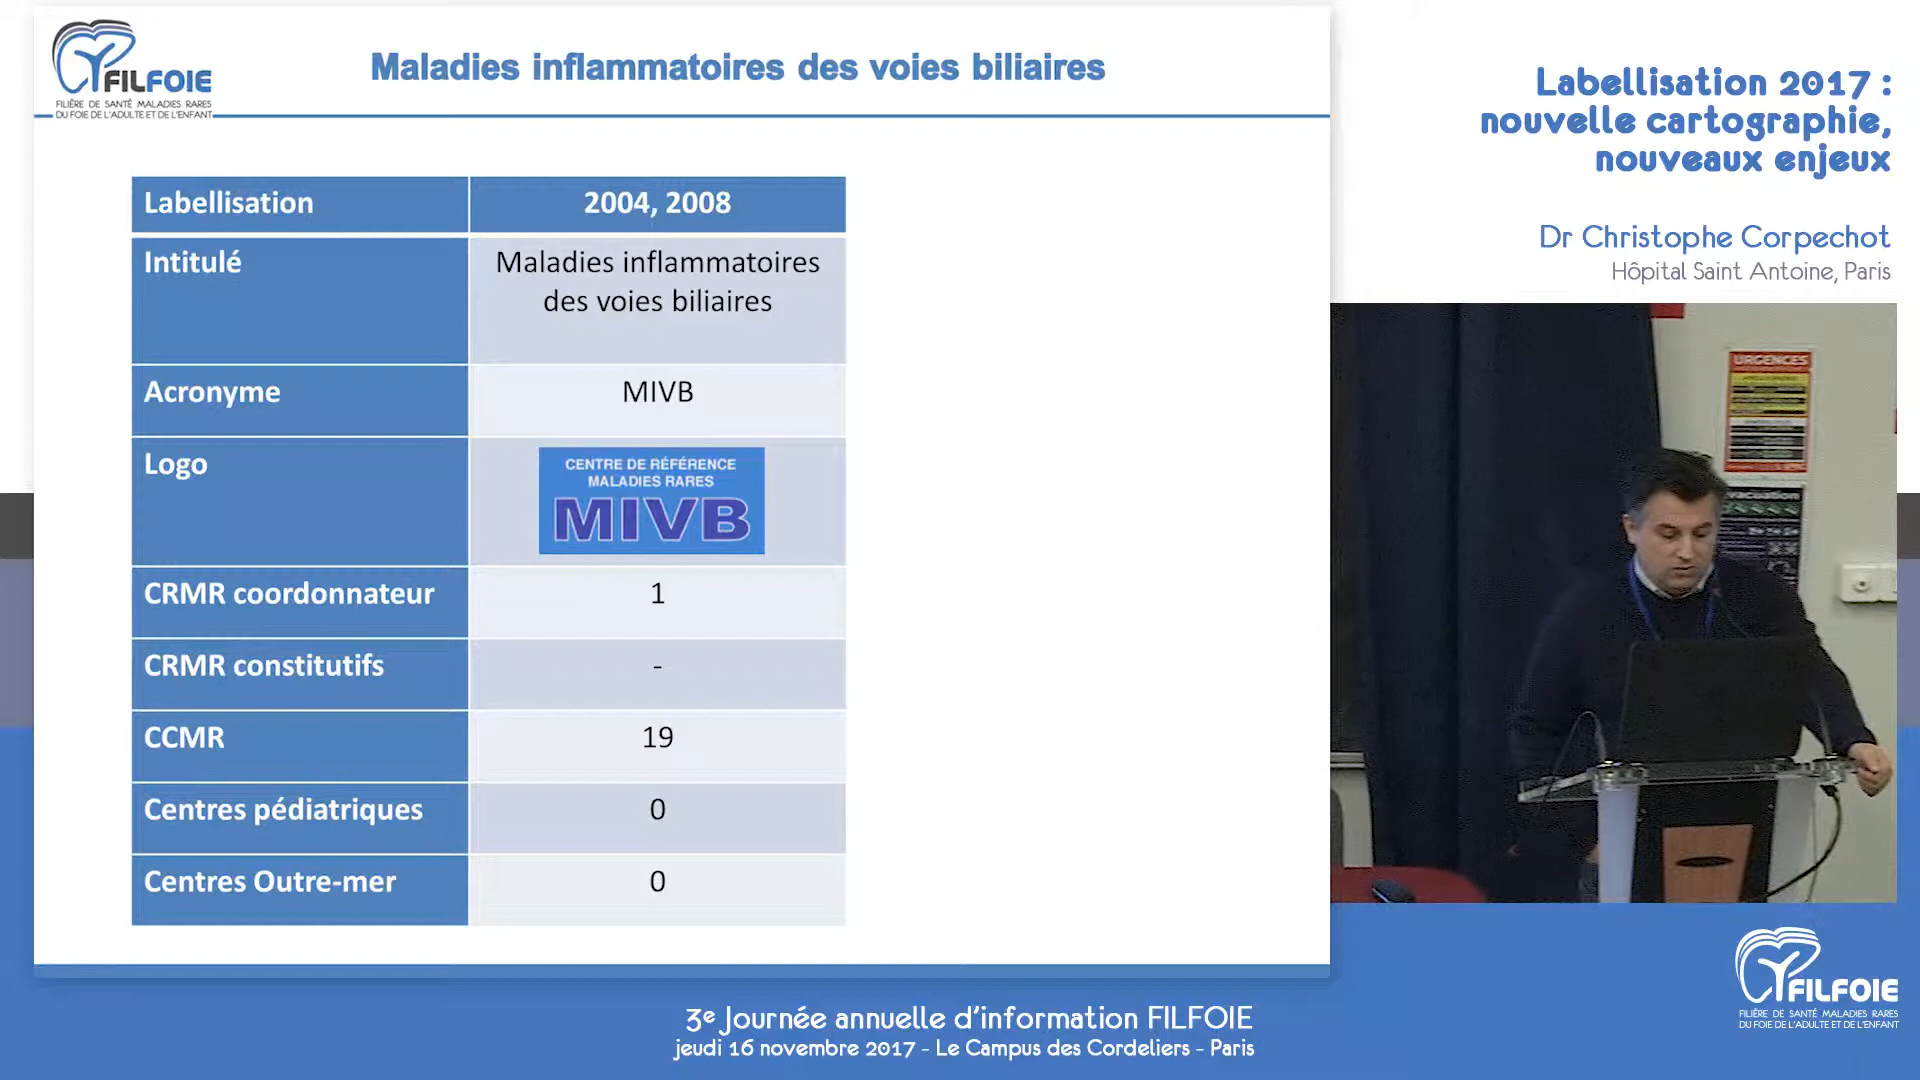 FILFOIE
FILIÈRE DE SANTÉ MALADIES RARES
DU FOIE DE L'ADULTE ET DE L'ENFANT
Maladies inflammatoires des voies biliaires
Labellisation 2004, 2008
Intitulé Maladies inflammatoires
des voies biliaires
Acronyme MIVB
Logo
CENTRE DE RÉFÉRENCE
MALADIES RARES
MIVB
CRMR coordonnateur 1
CRMR constitutifs -
CCMR 19
Centres pédiatriques 0
Centres Outre-mer 0
Labellisation 2017 :
nouvelle cartographie,
nouveaux enjeux
Dr Christophe Corpechot
Hôpital Saint Antoine, Paris
URGENCES
évacuation
FILFOIE
FILIÈRE DE SANTÉ MALADIES RARES
DU FOIE DE L'ADULTE ET DE L'ENFANT
3e Journée annuelle d'information FILFOIE
jeudi 16 novembre 2017 - Le Campus des Cordeliers - Paris